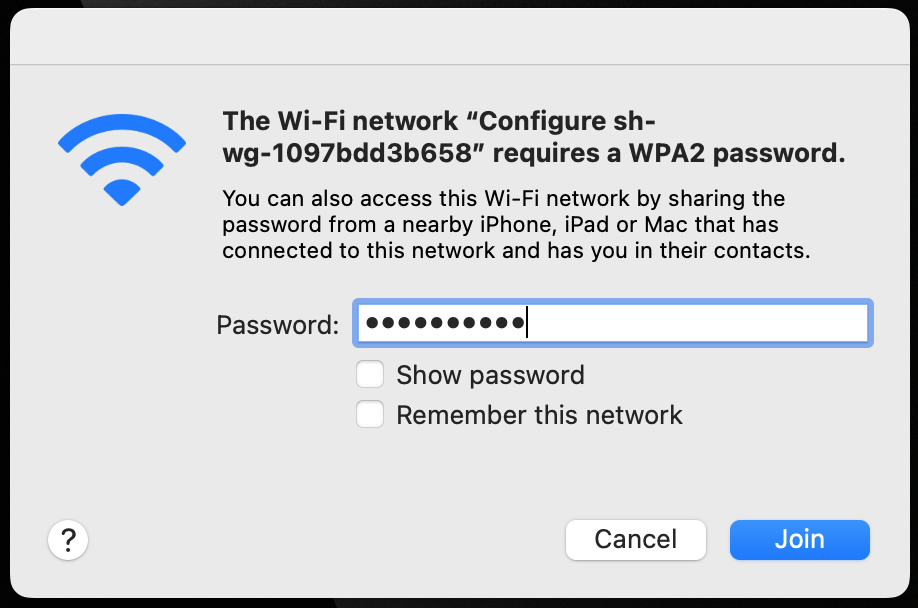 The Wi-Fi network “Configure sh-
wg-1097bdd3b658” requires a WPA2 password.
You can also access this Wi-Fi network by sharing the
password from a nearby iPhone, iPad or Mac that has
connected to this network and has you in their contacts.
Password: ••••••••••
Show password
Remember this network
? Cancel Join